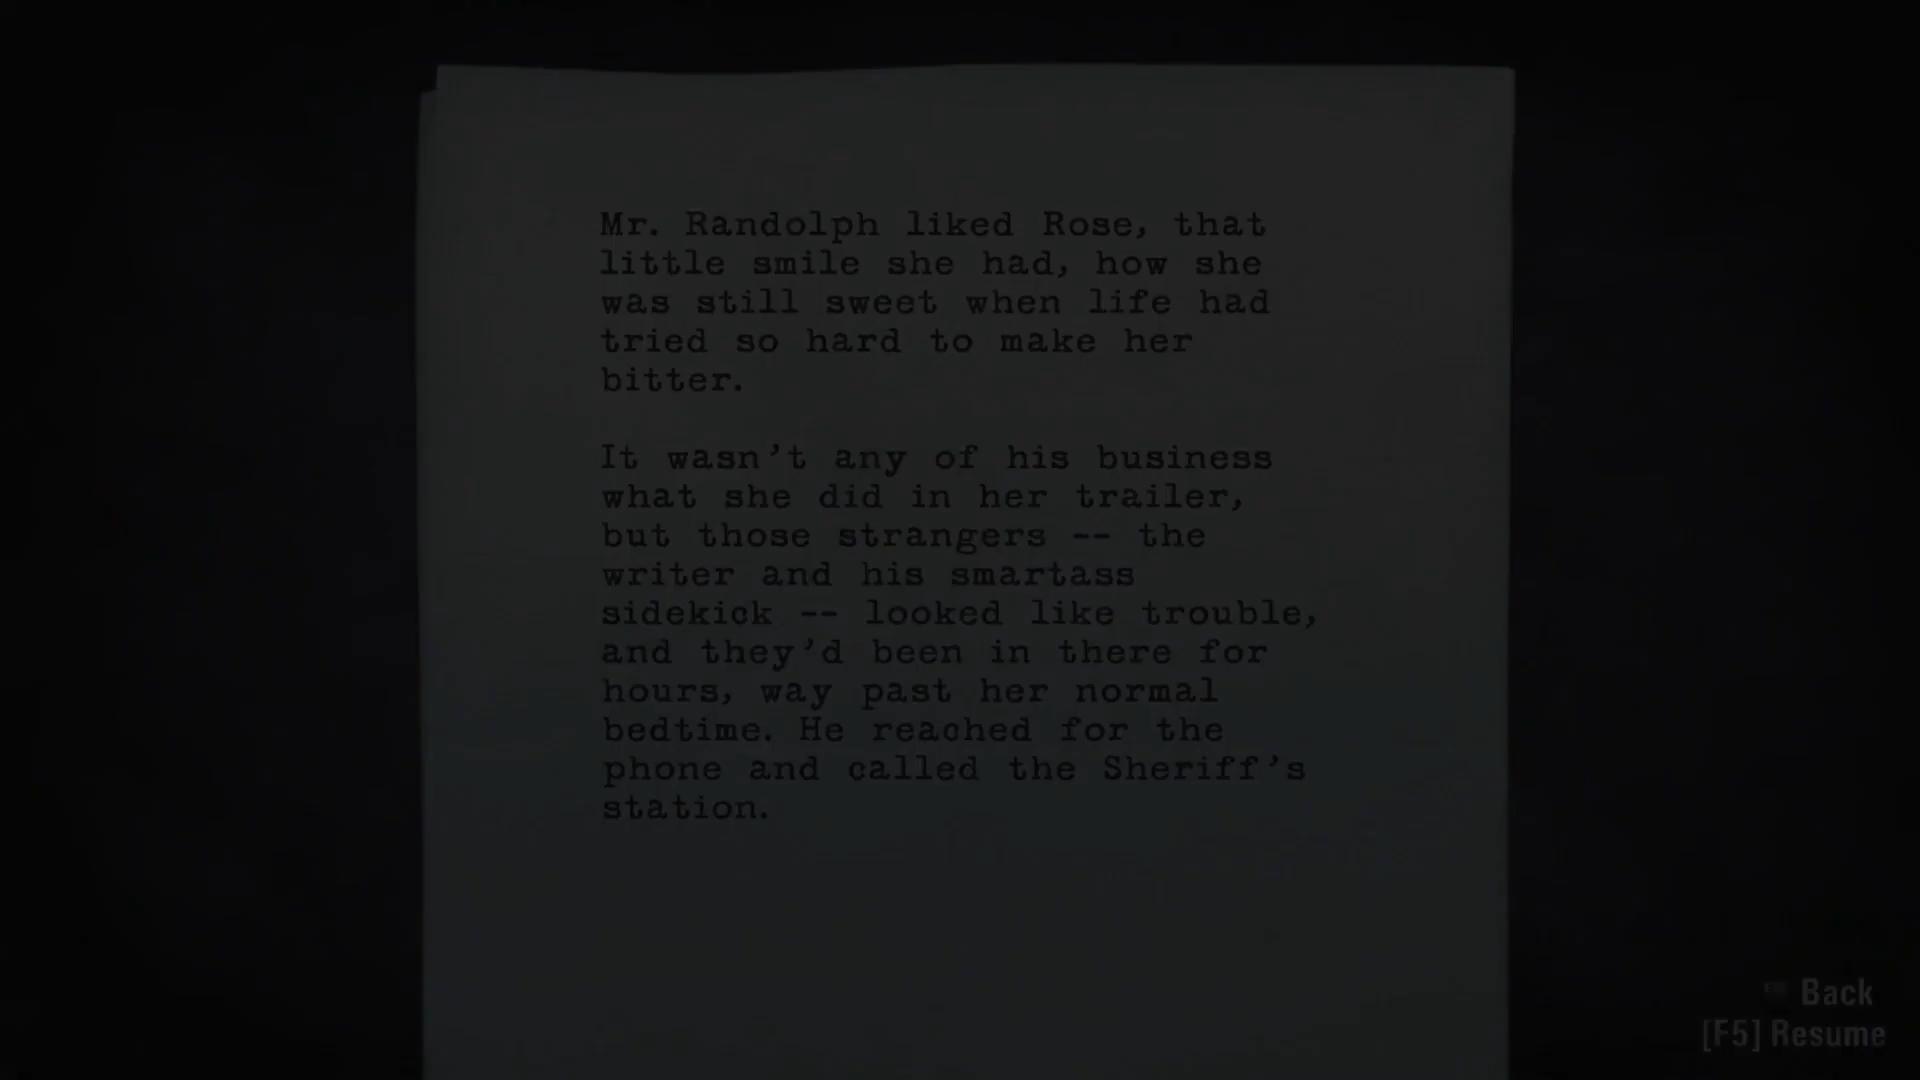 Mr. Randolph liked Rose, that
little smile she had, how she
was still sweet when life had
tried so hard to make her
bitter.
It wasn't any of his business
what she did in her trailer,
but those strangers -- the
writer and his smartass
sidekick -- looked like trouble,
and they'd been in there for
hours, way past her normal
bedtime. He reached for the
phone and called the Sheriff's
station.
Back
[F5] Resume